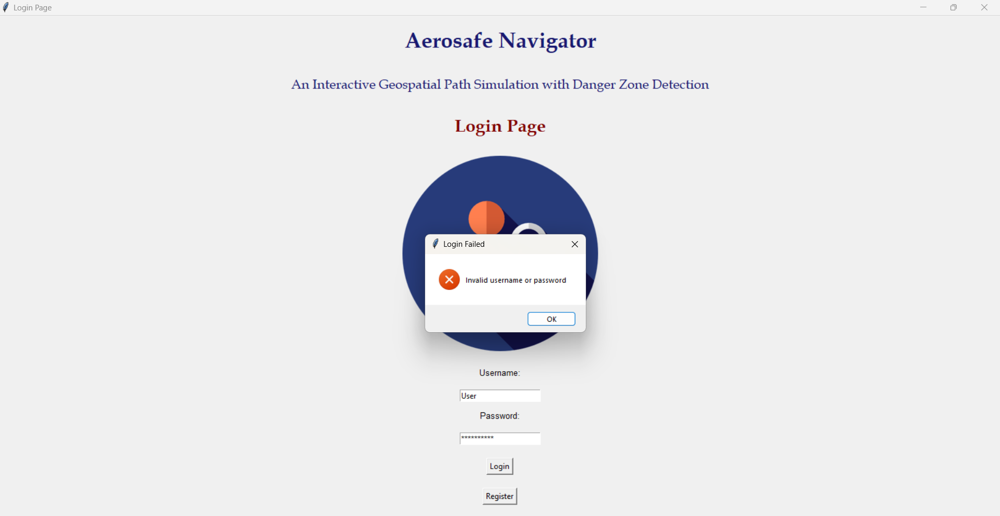 Login Page
Aerosafe Navigator
An Interactive Geospatial Path Simulation with Danger Zone Detection
Login Page
Login Failed
Invalid username or password
OK
Username:
User
Password:
**********
Login
Register